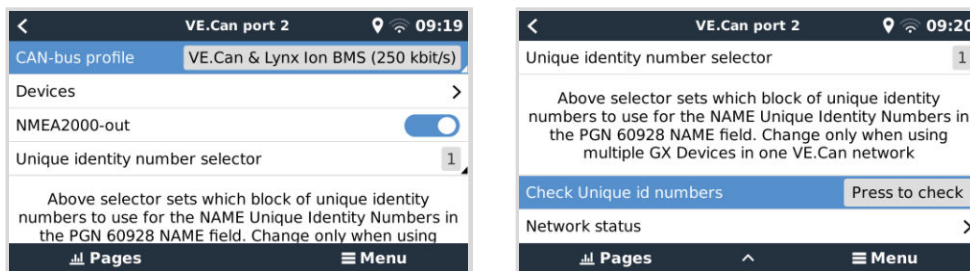 VE.Can port 2 09:19
CAN-bus profile VE.Can & Lynx Ion BMS (250 kbit/s)
Devices
NMEA2000-out
Unique identity number selector 1
Above selector sets which block of unique identity
numbers to use for the NAME Unique Identity Numbers in
the PGN 60928 NAME field. Change only when using
Pages Menu
VE.Can port 2 09:20
Unique identity number selector 1
Above selector sets which block of unique identity
numbers to use for the NAME Unique Identity Numbers in
the PGN 60928 NAME field. Change only when using
multiple GX Devices in one VE.Can network
Check Unique id numbers Press to check
Network status
Pages Menu